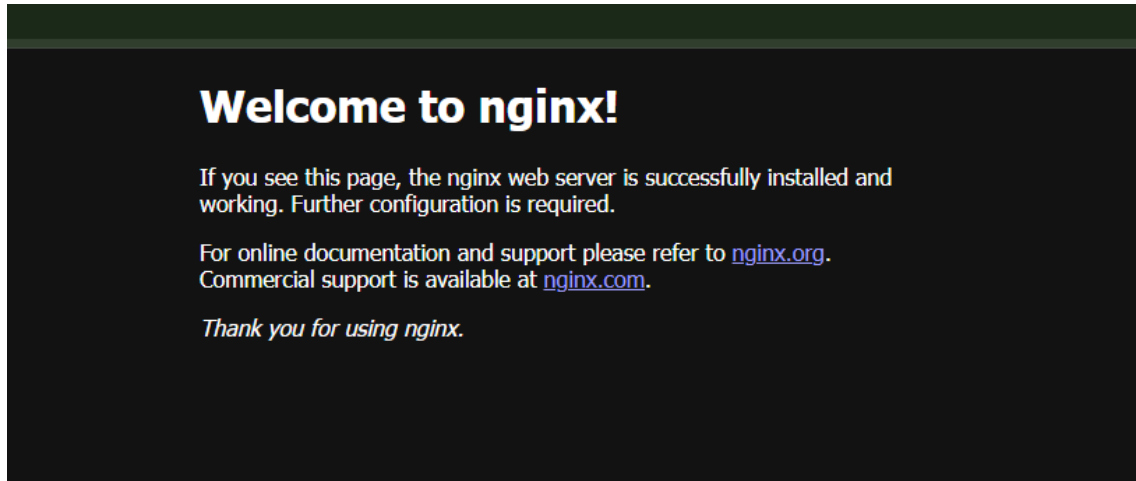 Welcome to nginx!
If you see this page, the nginx web server is successfully installed and
working. Further configuration is required.
For online documentation and support please refer to nginx.org.
Commercial support is available at nginx.com.
Thank you for using nginx.